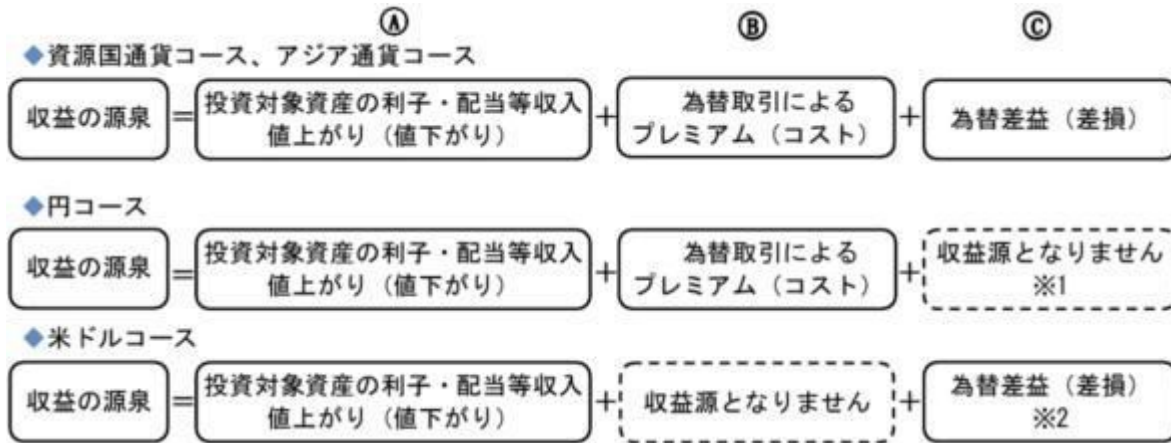 Ⓐ Ⓑ Ⓒ
◆資源国通貨コース、アジア通貨コース
収益の源泉 = 投資対象資産の利子・配当等収入 + 為替取引による + 為替差益(差損)
値上がり(値下がり) プレミアム(コスト)
◆円コース
収益の源泉 = 投資対象資産の利子・配当等収入 + 為替取引による + 収益源となりません
値上がり(値下がり) プレミアム(コスト) ※1
◆米ドルコース
収益の源泉 = 投資対象資産の利子・配当等収入 + 収益源となりません + 為替差益(差損)
値上がり(値下がり) ※2